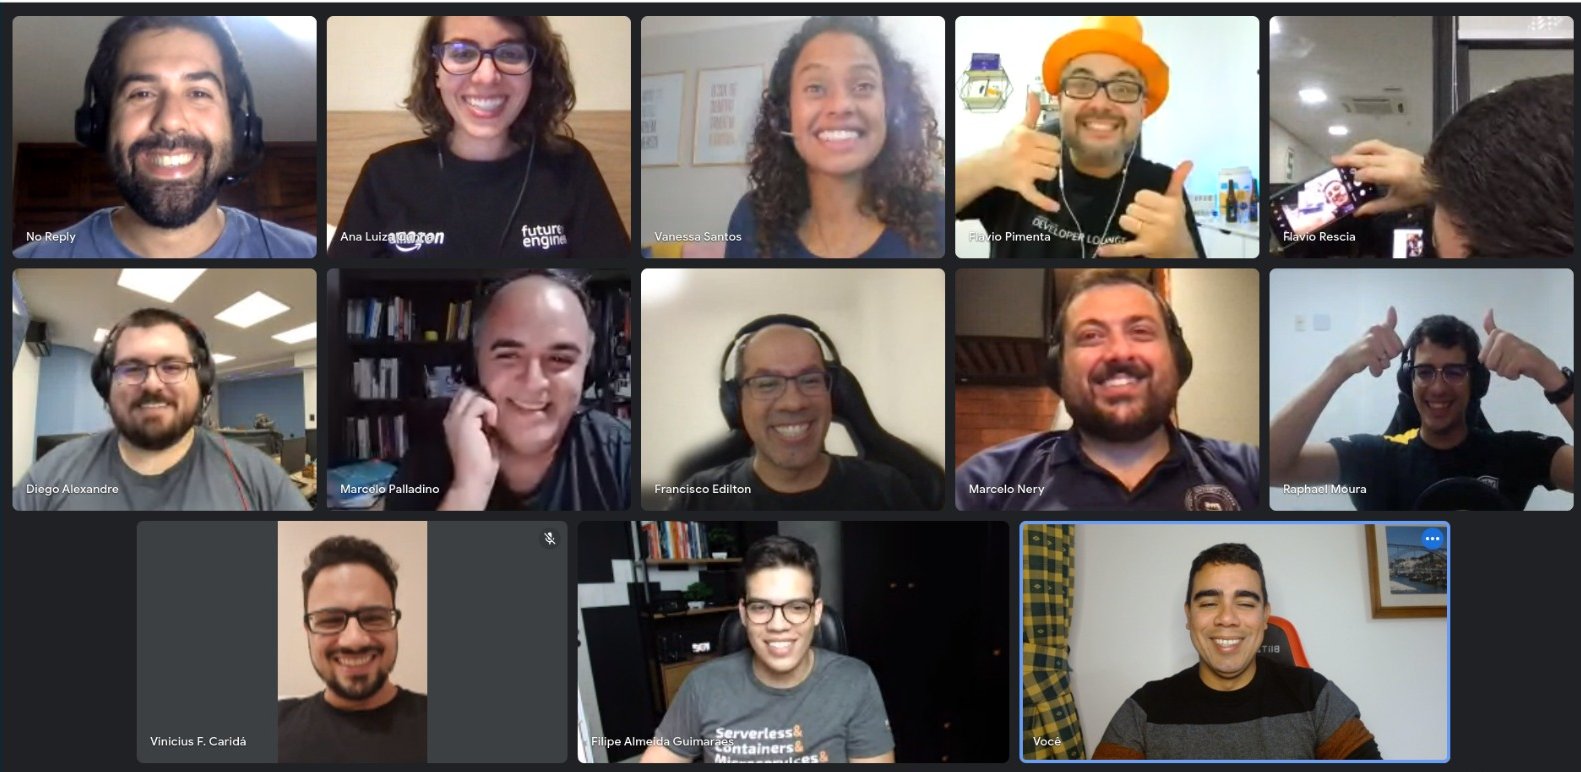 No Reply
Ana Luiza
amazon
future
engine
Vanessa Santos
Flavio Pimenta
DEVELOPER LOUNGE
Flavio Rescia
Diego Alexandre
Marcelo Palladino
Francisco Edilton
Marcelo Nery
Raphael Moura
Vinicius F. Caridá
Filipe Almeida Guimarães
Serverless&
Containers&
Microservices&
Você